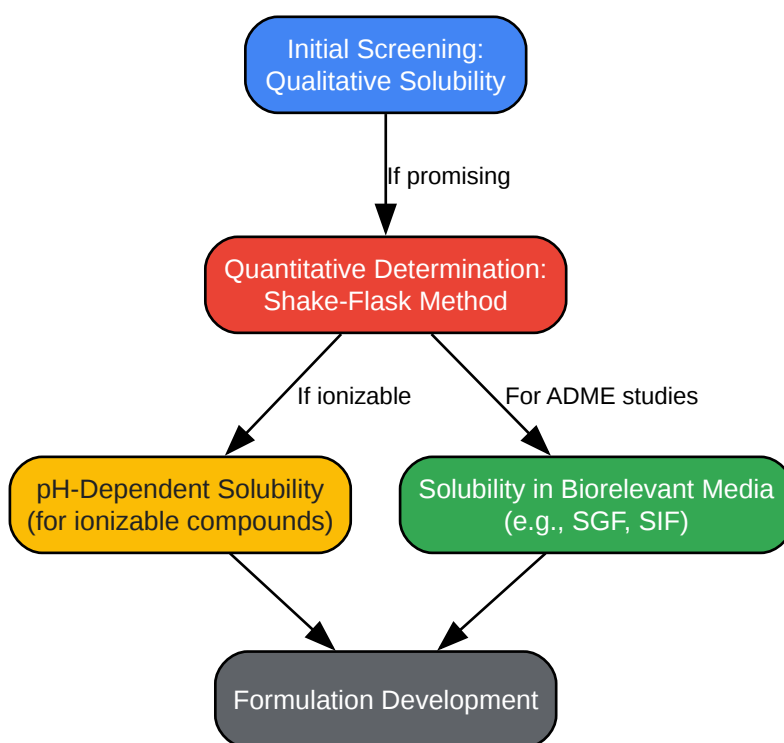 Initial Screening:
Qualitative Solubility
If promising
Quantitative Determination:
Shake-Flask Method
If ionizable
For ADME studies
pH-Dependent Solubility
(for ionizable compounds)
Solubility in Biorelevant Media
(e.g., SGF, SIF)
Formulation Development